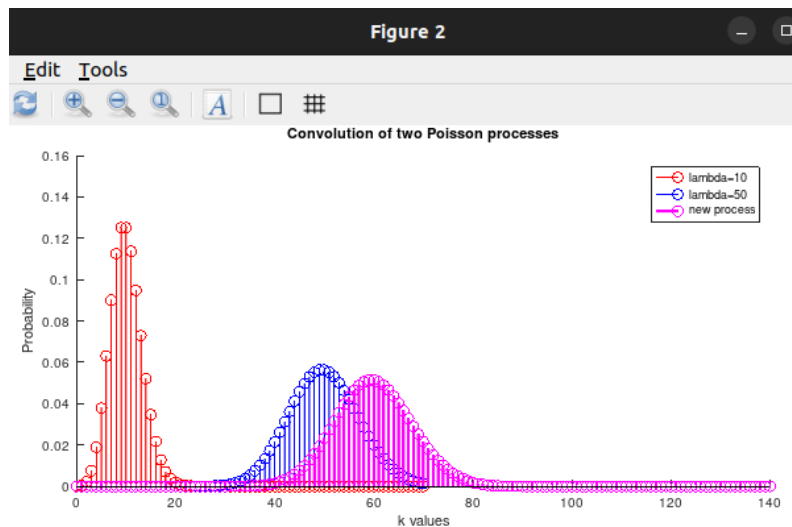 Figure 2
Edit Tools
A
Convolution of two Poisson processes
0.16
0.14
0.12
0.1
0.08
0.06
0.04
0.02
0
Probability
lambda=10
lambda=50
new process
0 20 40 60 80 100 120 140
k values